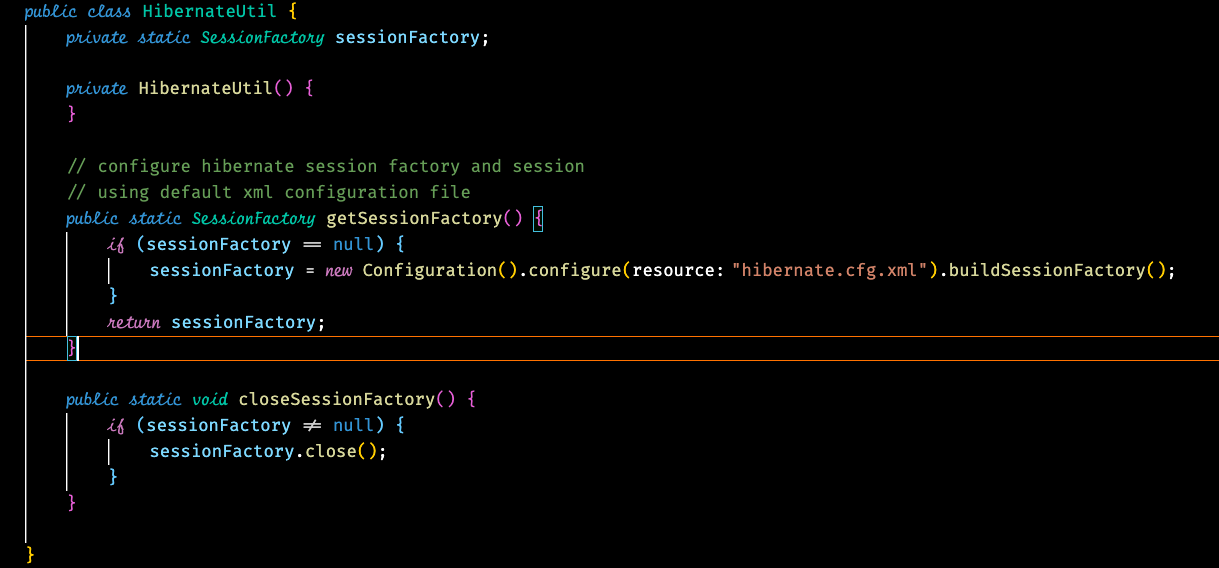 public class HibernateUtil {
private static SessionFactory sessionFactory;
private HibernateUtil() {
}
// configure hibernate session factory and session
// using default xml configuration file
public static SessionFactory getSessionFactory() {
if (sessionFactory == null) {
sessionFactory = new Configuration().configure(resource: "hibernate.cfg.xml").buildSessionFactory();
}
return sessionFactory;
}
public static void closeSessionFactory() {
if (sessionFactory != null) {
sessionFactory.close();
}
}
}